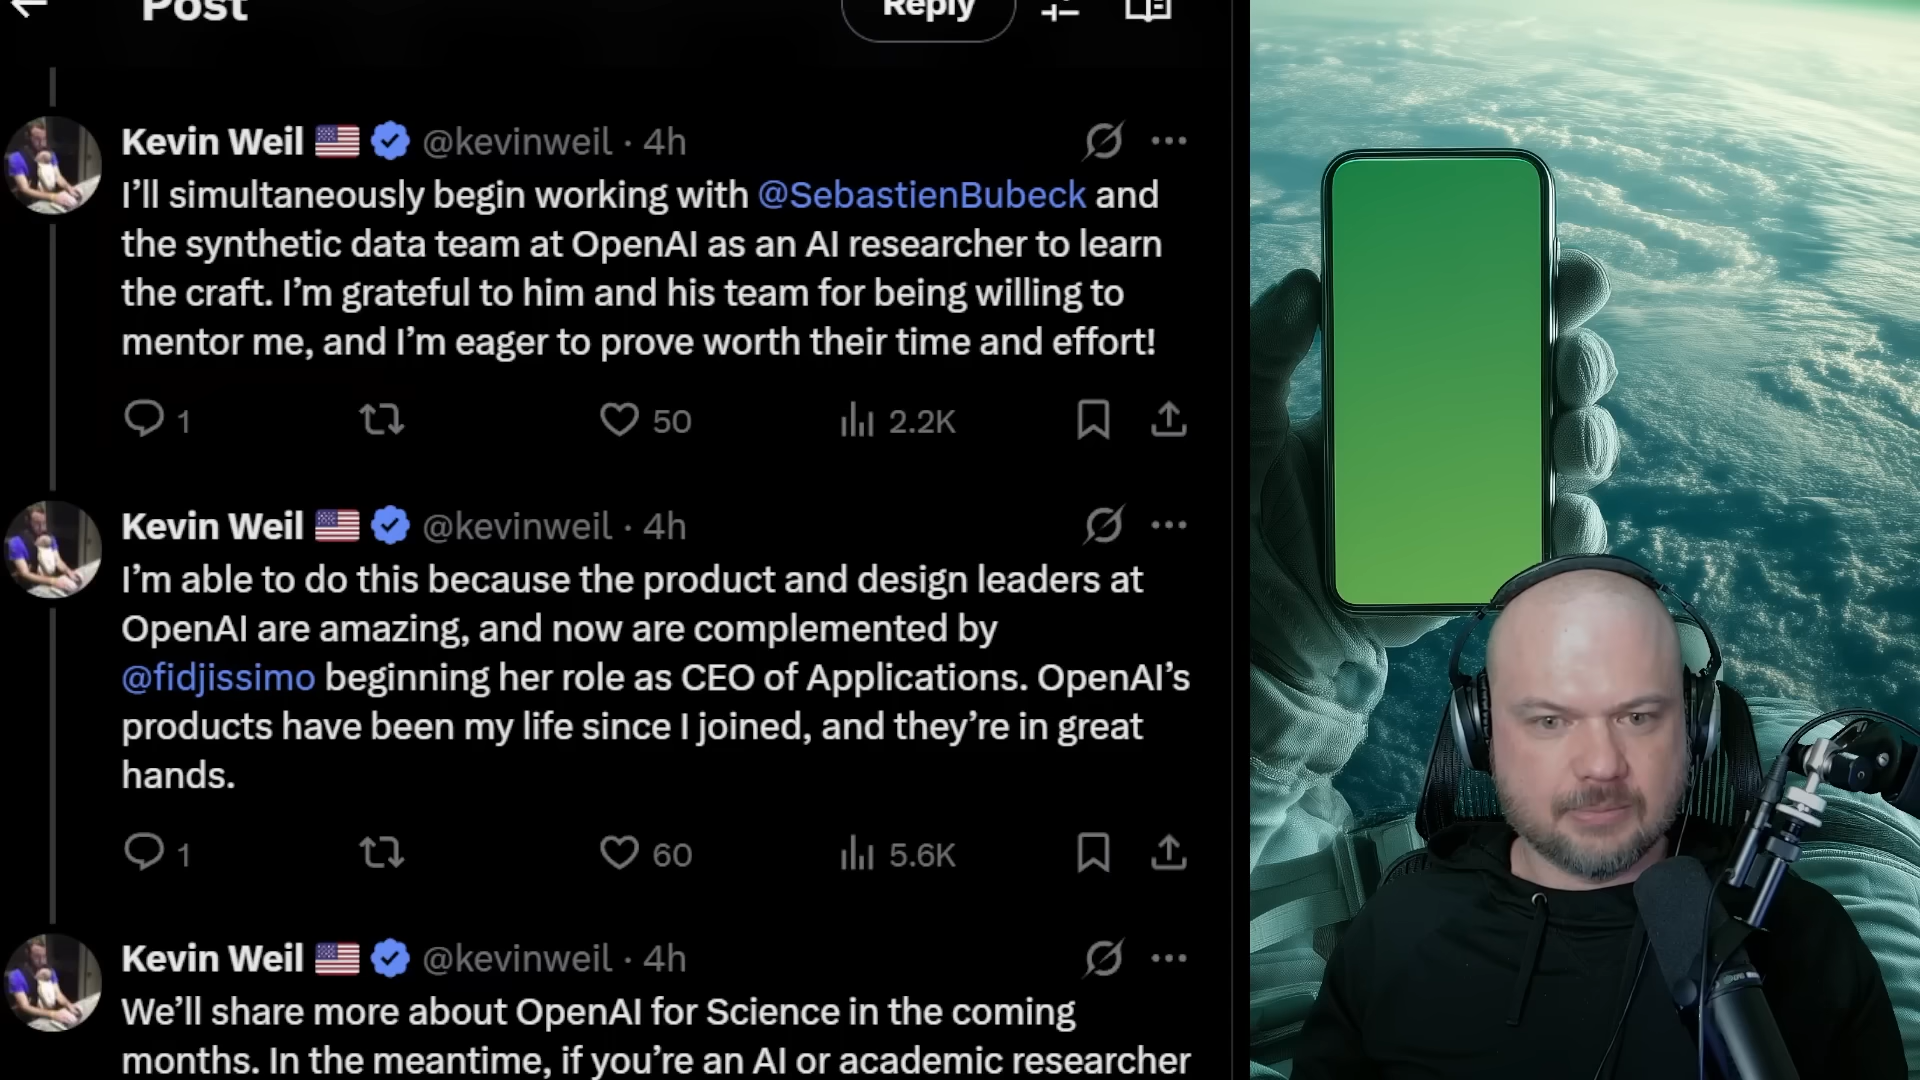 Post
Reply
Kevin Weil 🇺🇸 @kevinweil · 4h
I’ll simultaneously begin working with @SebastienBubeck and
the synthetic data team at OpenAI as an AI researcher to learn
the craft. I’m grateful to him and his team for being willing to
mentor me, and I’m eager to prove worth their time and effort!
1 50 2.2K
Kevin Weil 🇺🇸 @kevinweil · 4h
I’m able to do this because the product and design leaders at
OpenAI are amazing, and now are complemented by
@fidjissimo beginning her role as CEO of Applications. OpenAI’s
products have been my life since I joined, and they’re in great
hands.
1 60 5.6K
Kevin Weil 🇺🇸 @kevinweil · 4h
We’ll share more about OpenAI for Science in the coming
months. In the meantime, if you’re an AI or academic researcher